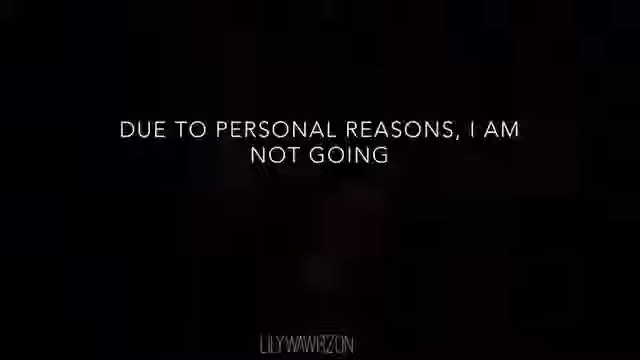 DUE TO PERSONAL REASONS, I AM
NOT GOING
LILYWAWRZON